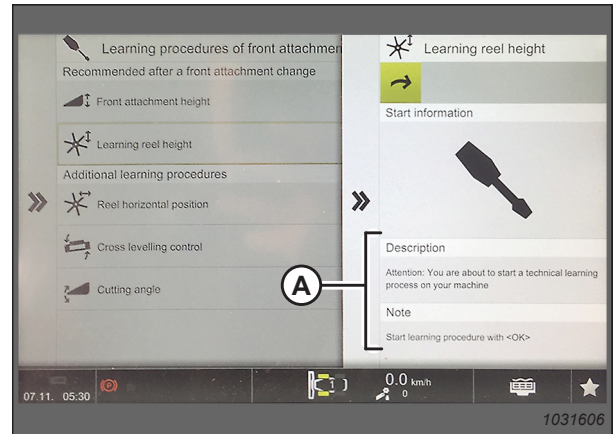 Learning procedures of front attachmen
Recommended after a front attachment change
Front attachment height
Learning reel height
Additional learning procedures
Reel horizontal position
Cross levelling control
Cutting angle
Learning reel height
Start information
Description
Attention: You are about to start a technical learning
process on your machine
Note
Start learning procedure with <OK>
A
07.11. 05:30
(P)
1
0.0 km/h
0
1031606